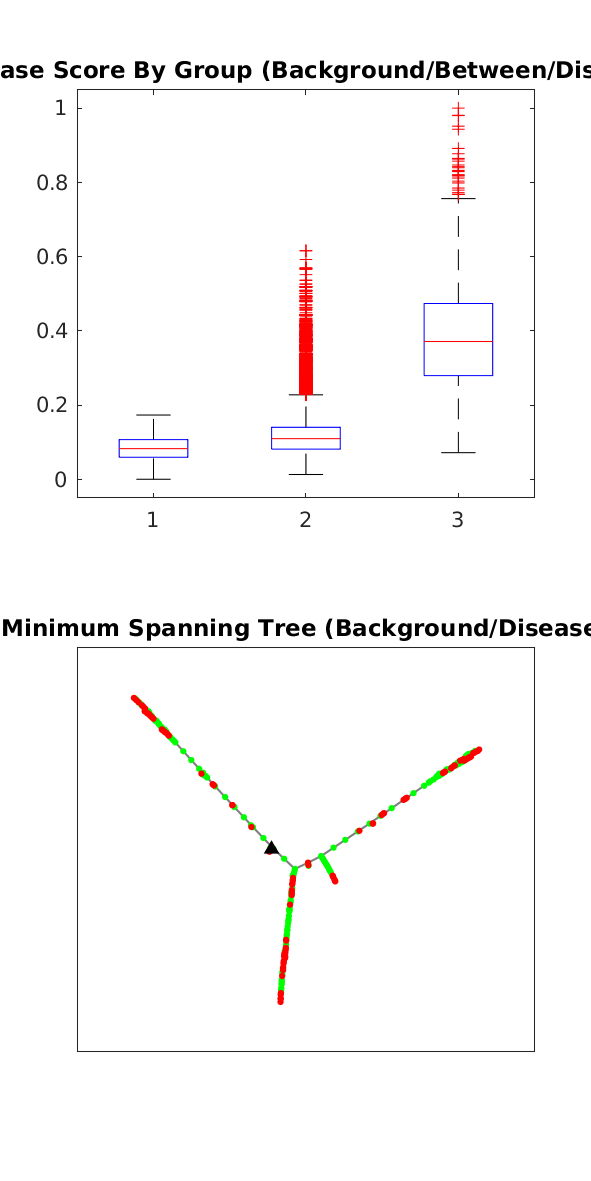 ase Score By Group (Background/Between/Dis
1
0.8
0.6
0.4
0.2
0
1 2 3
Minimum Spanning Tree (Background/Disease